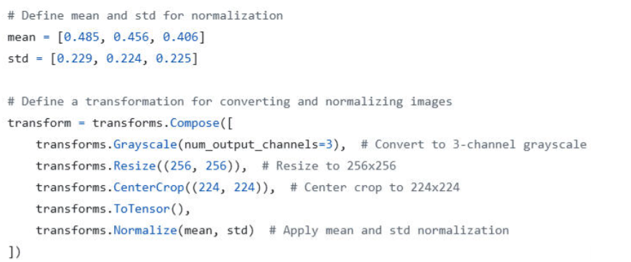 # Define mean and std for normalization
mean = [0.485, 0.456, 0.406]
std = [0.229, 0.224, 0.225]

# Define a transformation for converting and normalizing images
transform = transforms.Compose([
    transforms.Grayscale(num_output_channels=3),  # Convert to 3-channel grayscale
    transforms.Resize((256, 256)),  # Resize to 256x256
    transforms.CenterCrop((224, 224)),  # Center crop to 224x224
    transforms.ToTensor(),
    transforms.Normalize(mean, std)  # Apply mean and std normalization
])